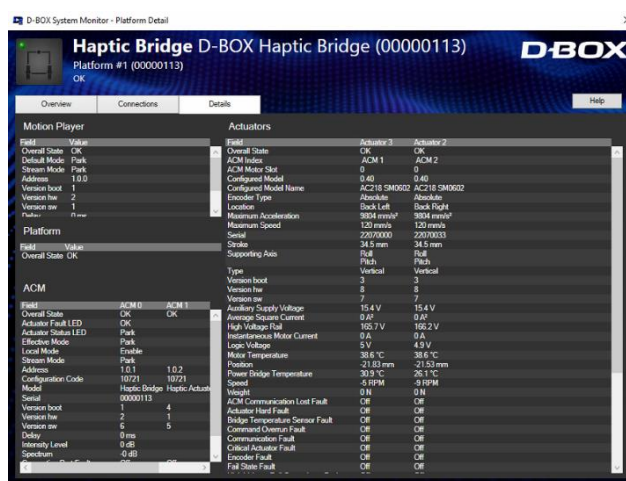 D-BOX System Monitor - Platform Detail
Haptic Bridge D-BOX Haptic Bridge (00000113)
Platform #1 (00000113)
OK
D-BOX
Overview Connections Details Help
Motion Player
Field Value
Overall State OK
Default Mode Park
Stream Mode Park
Address 1.0.0
Version boot 1
Version hw 2
Version sw 1
Delay 0 ms
Platform
Field Value
Overall State OK
ACM
Field ACM 0 ACM 1
Overall State OK OK
Actuator Fault LED OK
Actuator Status LED Park
Effective Mode Park
Local Mode Enable
Stream Mode Park
Address 1.0.1 1.0.2
Configuration Code 10721 10721
Model Haptic Bridge Haptic Actuat
Serial 00000113
Version boot 1 4
Version hw 2 1
Version sw 6 5
Delay 0 ms
Intensity Level 0 dB
Spectrum -0 dB
Actuators
Field Actuator 3 Actuator 2
Overall State OK OK
ACM Index ACM 1 ACM 2
ACM Motor Slot 0 0
Configured Model 0.40 0.40
Configured Model Name AC218 SM0602 AC218 SM0602
Encoder Type Absolute Absolute
Location Back Left Back Right
Maximum Acceleration 9804 mm/s² 9804 mm/s²
Maximum Speed 120 mm/s 120 mm/s
Serial 22070000 22070033
Stroke 34.5 mm 34.5 mm
Supporting Axis Roll Roll
Pitch Pitch
Type Vertical Vertical
Version boot 3 3
Version hw 8 8
Version sw 7 7
Auxiliary Supply Voltage 15.4 V 15.4 V
Average Square Current 0 A² 0 A²
High Voltage Rail 165.7 V 166.2 V
Instantaneous Motor Current 0 A 0 A
Logic Voltage 5 V 4.9 V
Motor Temperature 38.6 °C 38.6 °C
Position -21.83 mm -21.53 mm
Power Bridge Temperature 30.9 °C 26.1 °C
Speed -5 RPM -9 RPM
Weight 0 N 0 N
ACM Communication Lost Fault Off Off
Actuator Hard Fault Off Off
Bridge Temperature Sensor Fault Off Off
Command Overrun Fault Off Off
Communication Fault Off Off
Critical Actuator Fault Off Off
Encoder Fault Off Off
Fail State Fault Off Off